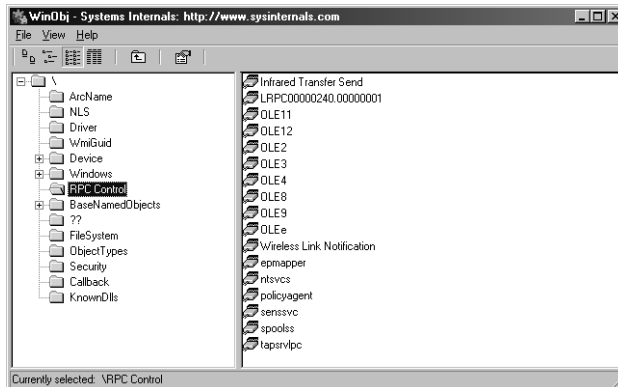 WinObj - Systems Internals: http://www.sysinternals.com
File View Help
\
ArcName
NLS
Driver
WmiGuid
Device
Windows
RPC Control
BaseNamedObjects
??
FileSystem
ObjectTypes
Security
Callback
KnownDlls
Infrared Transfer Send
LRPC00000240.00000001
OLE11
OLE12
OLE2
OLE3
OLE4
OLE8
OLE9
OLEe
Wireless Link Notification
epmapper
ntsvcs
policyagent
senssvc
spoolss
tapsrvlpc
Currently selected: \RPC Control